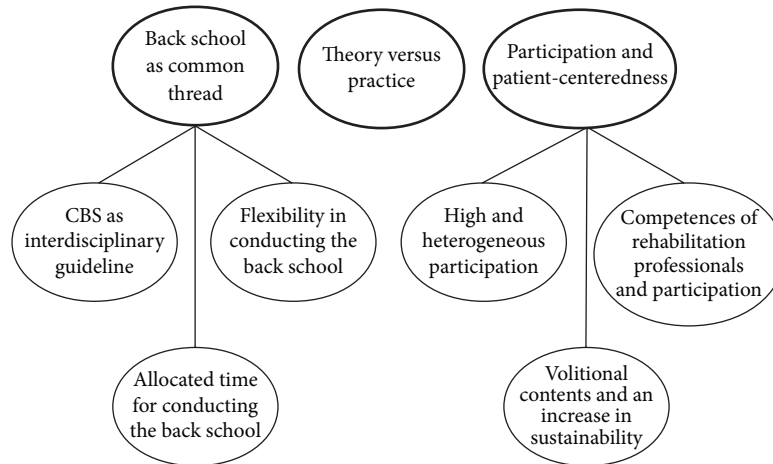 Back school
as common
thread
Theory versus
practice
Participation and
patient-centeredness
CBS as
interdisciplinary
guideline
Flexibility in
conducting the
back school
High and
heterogeneous
participation
Competences of
rehabilitation
professionals
and participation
Allocated time
for conducting
the back school
Volitional
contents and an
increase in
sustainability